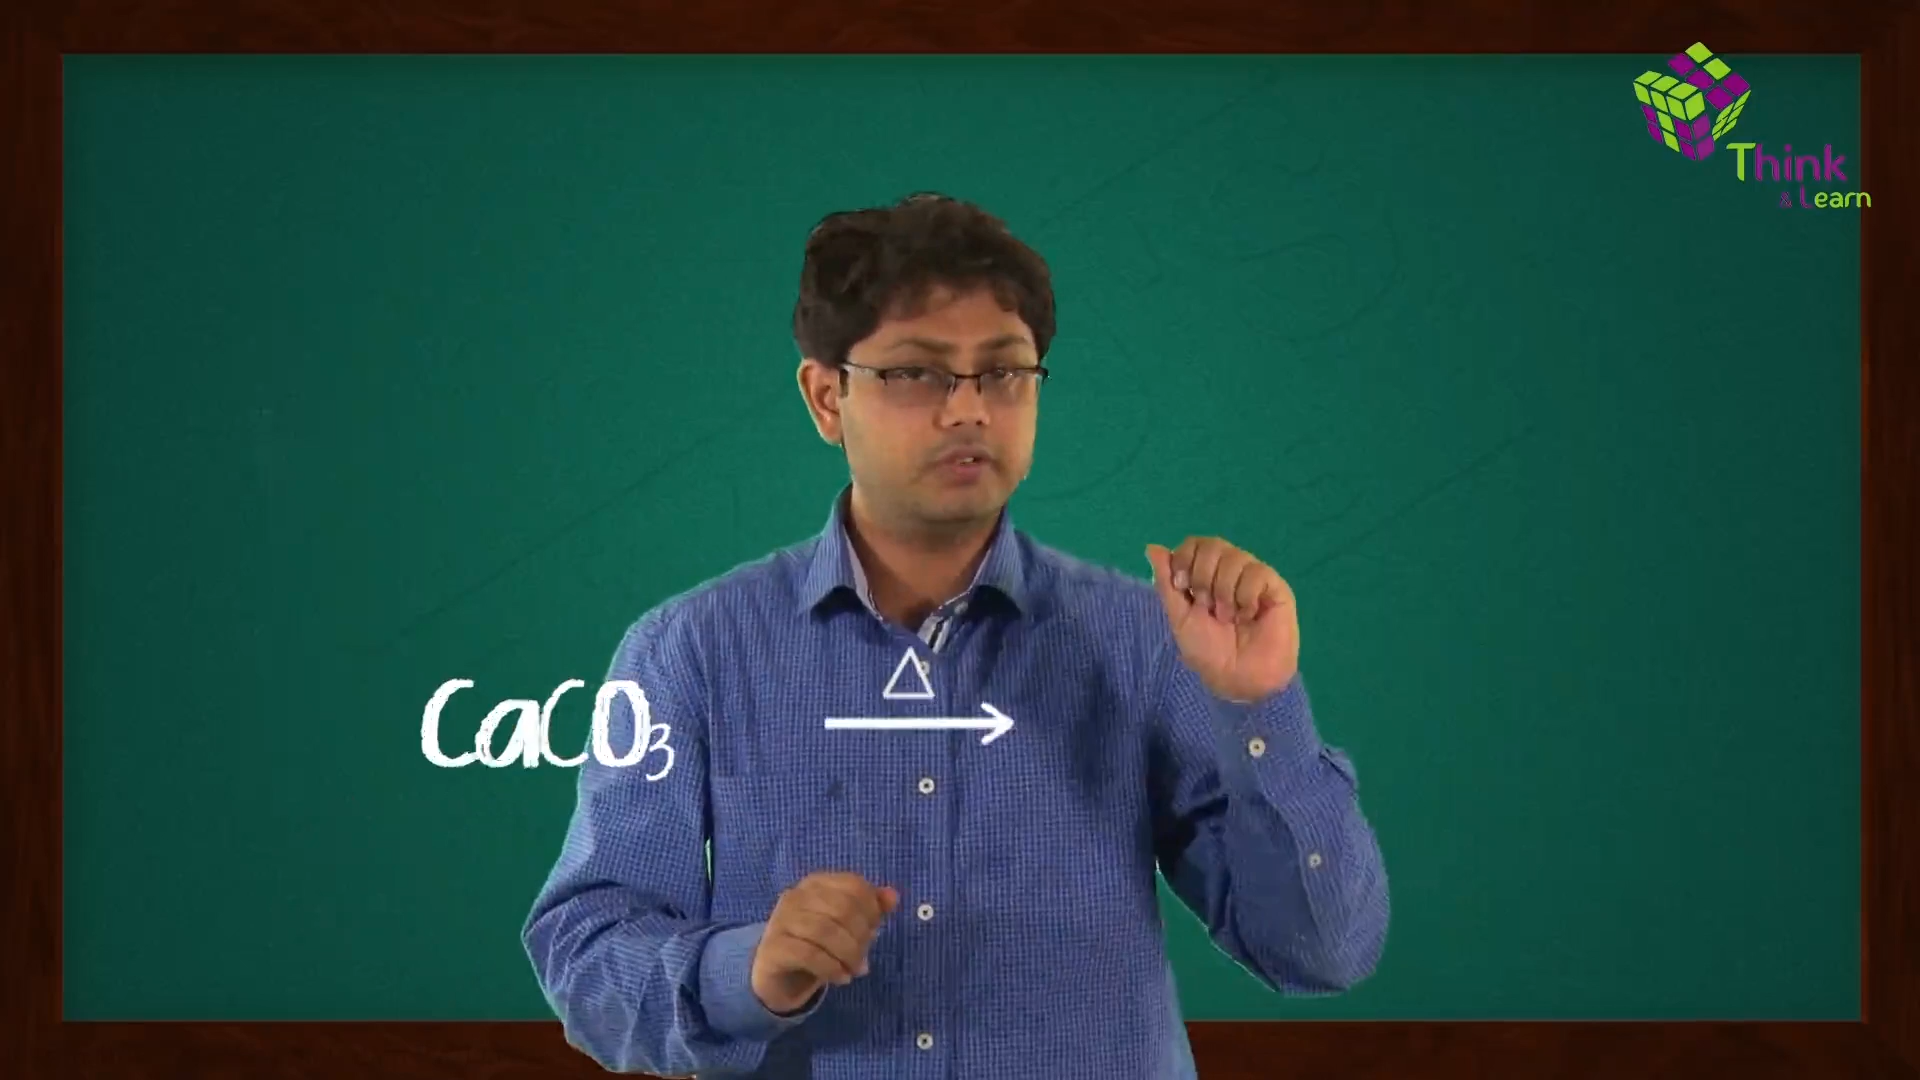 Think
& Learn
Δ
CaCO₃ →